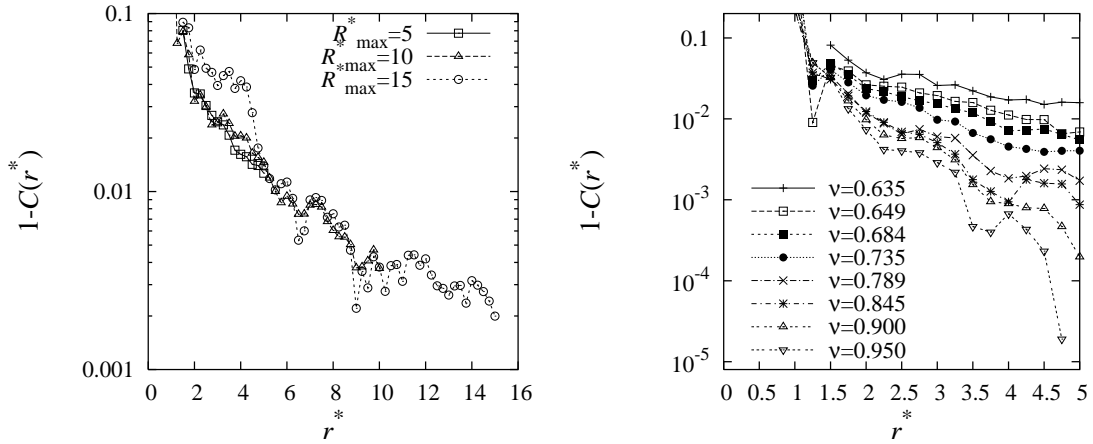 0.1
0.01
0.001
0 2 4 6 8 10 12 14 16
1-C(r*)
r*
R*max=5
R*max=10
R*max=15
0.1
10-2
10-3
10-4
10-5
0 0.5 1 1.5 2 2.5 3 3.5 4 4.5 5
1-C(r*)
r*
ν=0.635
ν=0.649
ν=0.684
ν=0.735
ν=0.789
ν=0.845
ν=0.900
ν=0.950